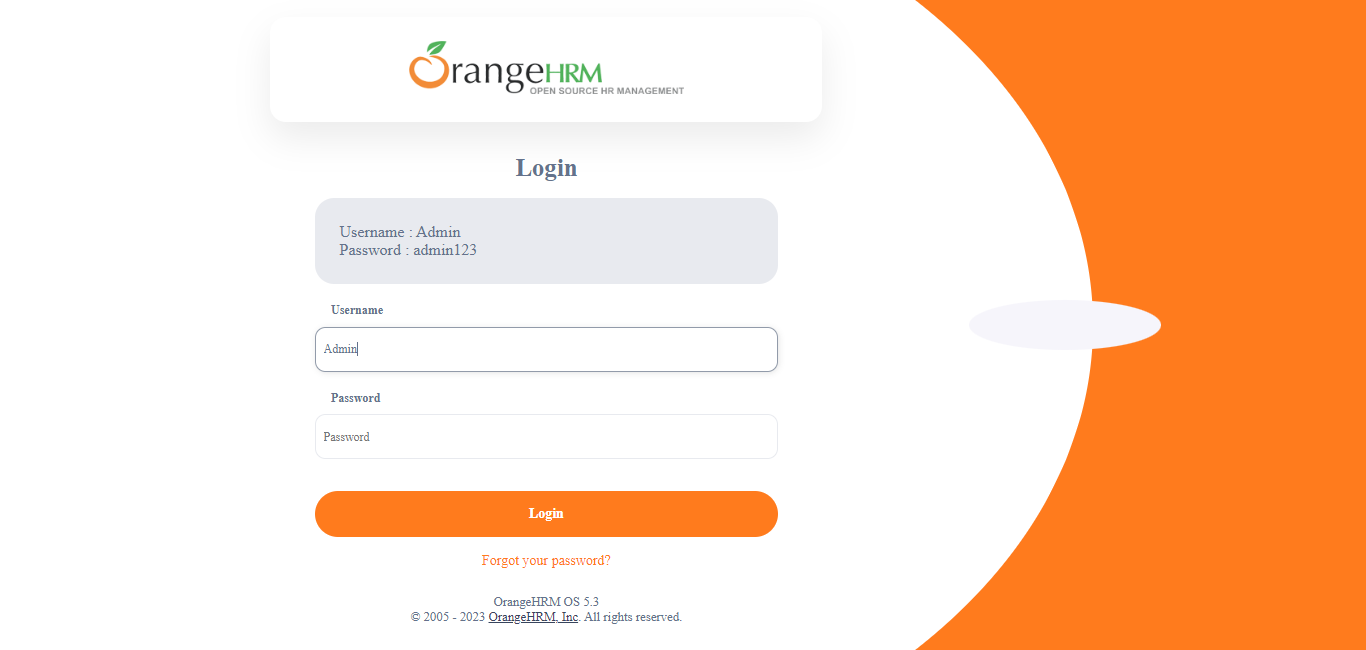 OrangeHRM
OPEN SOURCE HR MANAGEMENT
Login
Username : Admin
Password : admin123
Username
Admin
Password
Password
Login
Forgot your password?
OrangeHRM OS 5.3
© 2005 - 2023 OrangeHRM, Inc. All rights reserved.